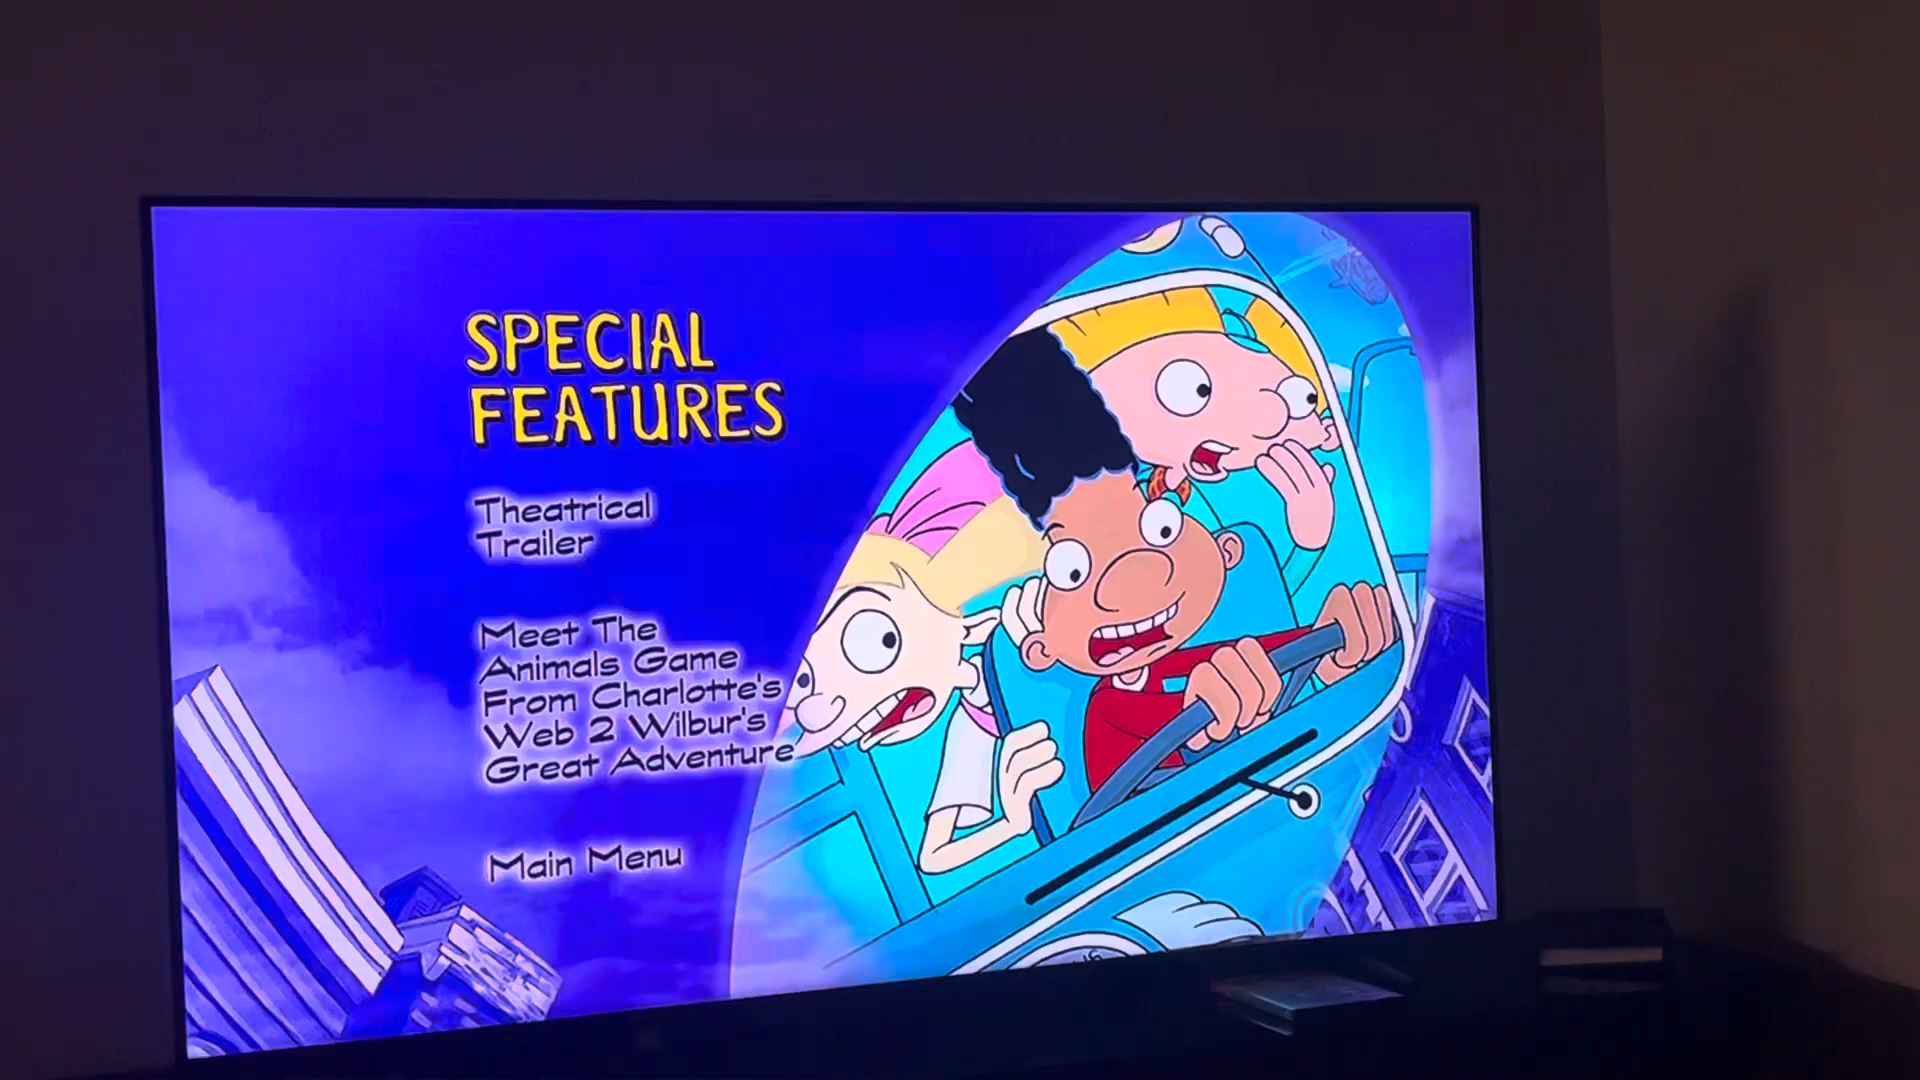 SPECIAL
FEATURES
Theatrical
Trailer
Meet The
Animals Game
From Charlotte's
Web 2 Wilbur's
Great Adventure
Main Menu